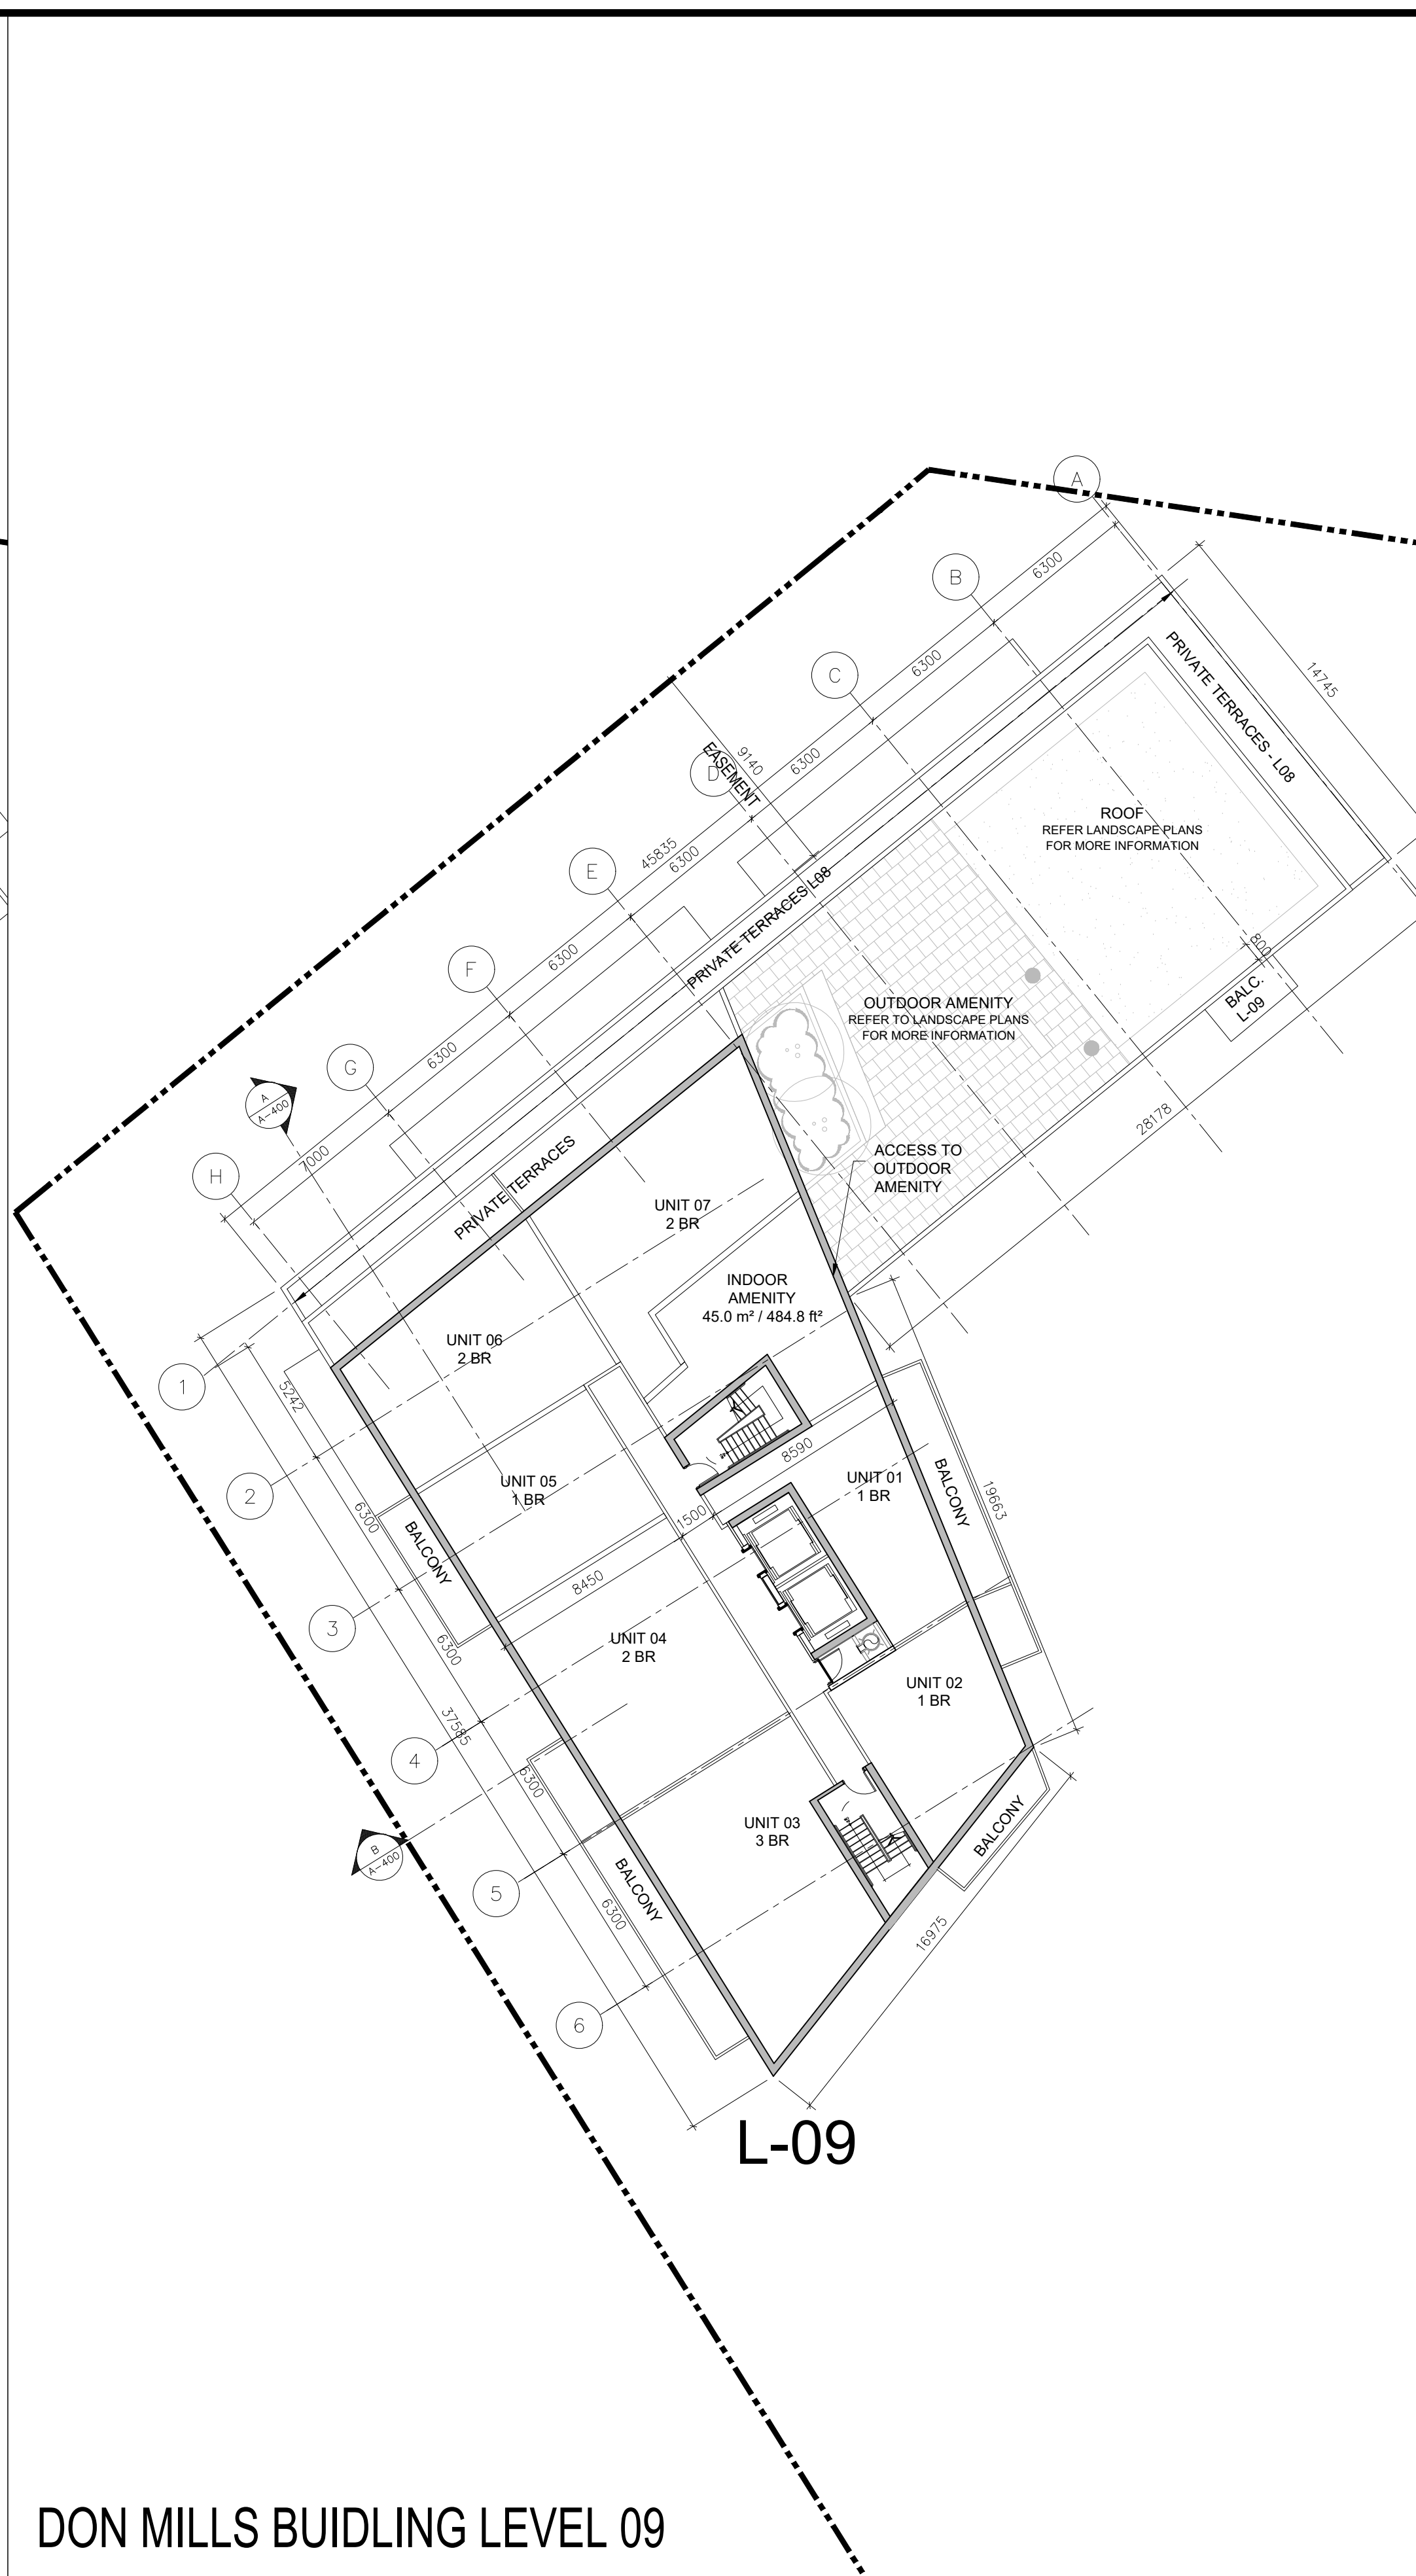 A
6300
B
14745
PRIVATE TERRACES - L08
6300
C
9140
EASEMENT
D
6300
ROOF
REFER LANDSCAPE PLANS
FOR MORE INFORMATION
45835
6300
E
PRIVATE TERRACES L08
800
BALC.
L-09
6300
F
OUTDOOR AMENITY
REFER TO LANDSCAPE PLANS
FOR MORE INFORMATION
6300
G
A
A-400
28178
7000
H
PRIVATE TERRACES
ACCESS TO
OUTDOOR
AMENITY
UNIT 07
2 BR
INDOOR
AMENITY
45.0 m² / 484.8 ft²
UNIT 06
2 BR
1
5242
8590
UNIT 05
1 BR
UNIT 01
1 BR
BALCONY
19663
2
6300
1500
BALCONY
8450
3
6300
UNIT 04
2 BR
UNIT 02
1 BR
37585
4
6300
UNIT 03
3 BR
BALCONY
B
A-400
5
BALCONY
6300
16975
6
L-09
DON MILLS BUIDLING LEVEL 09